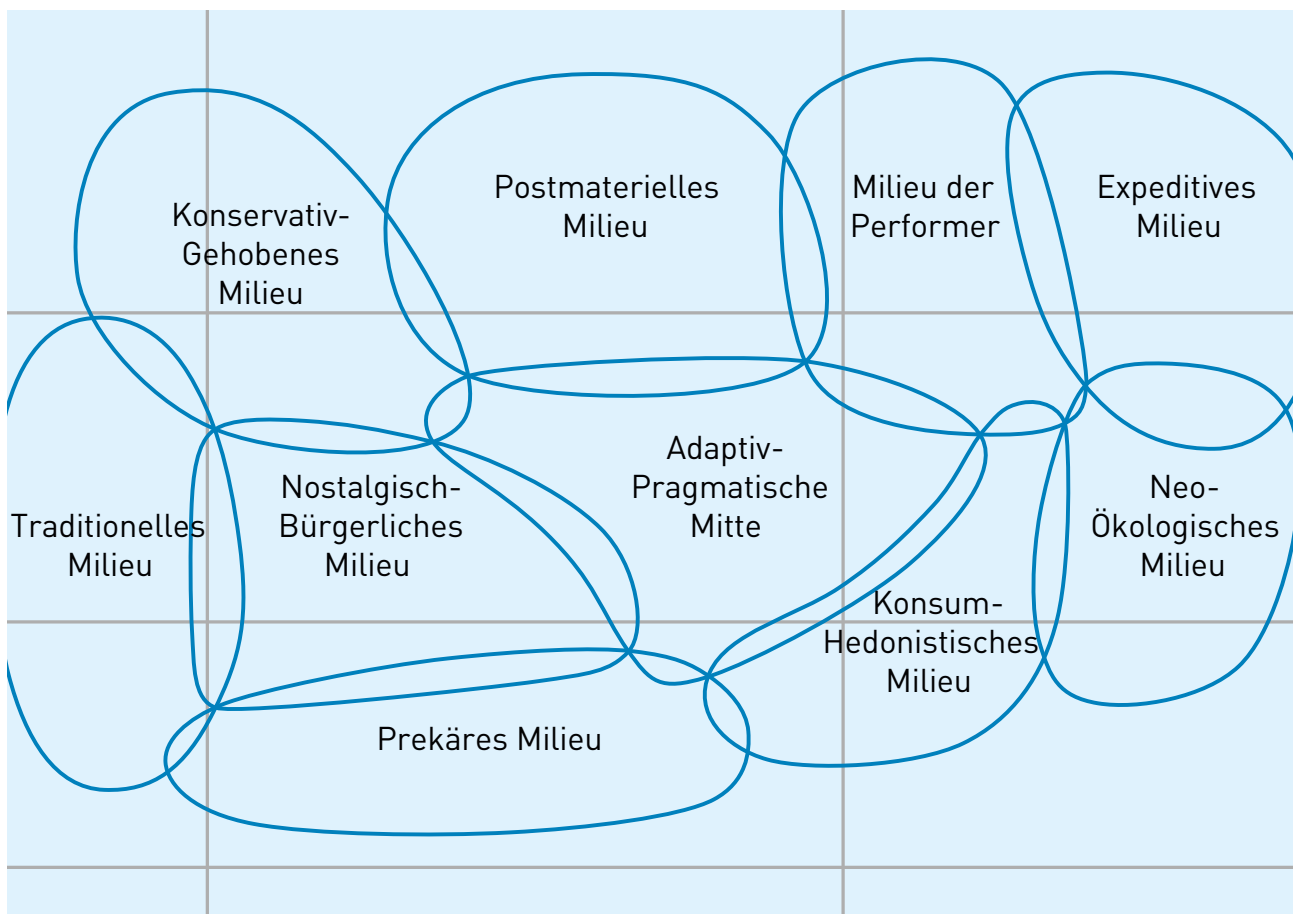 Konservativ-
Gehobenes
Milieu
Postmaterielles
Milieu
Milieu der
Performer
Expeditives
Milieu
Traditionelles
Milieu
Nostalgisch-
Bürgerliches
Milieu
Adaptiv-
Pragmatische
Mitte
Neo-
Ökologisches
Milieu
Konsum-
Hedonistisches
Milieu
Prekäres Milieu